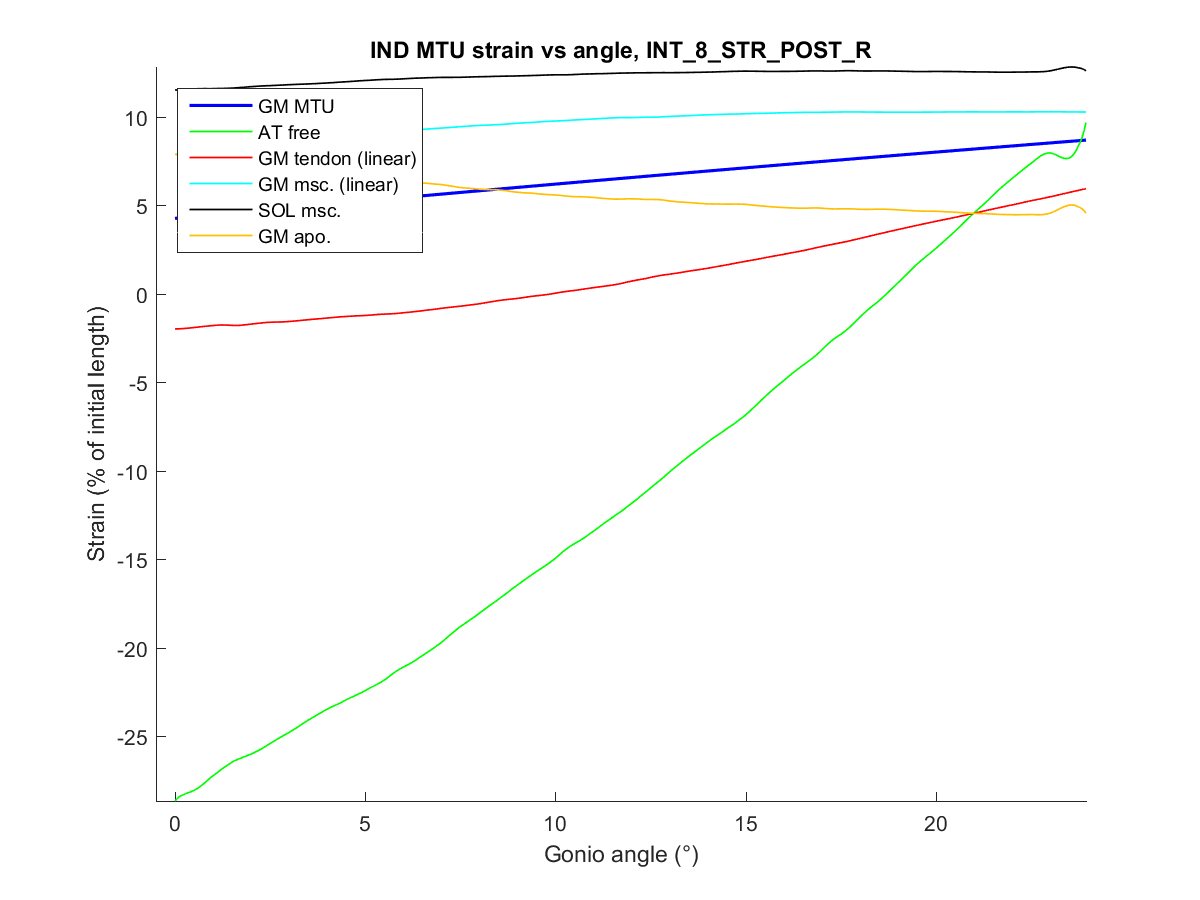 IND MTU strain vs angle, INT_8_STR_POST_R
GM MTU
AT free
GM tendon (linear)
GM msc. (linear)
SOL msc.
GM apo.
Strain (% of initial length)
10
5
0
-5
-10
-15
-20
-25
0
5
10
15
20
Gonio angle (°)